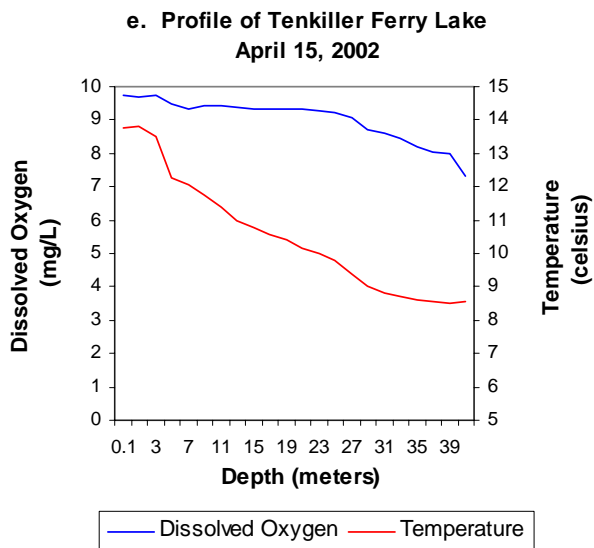 e. Profile of Tenkiller Ferry Lake
April 15, 2002
10
9
8
7
6
5
4
3
2
1
0
Dissolved Oxygen
(mg/L)
15
14
13
12
11
10
9
8
7
6
5
Temperature
(celsius)
0.1 3 7 11 15 19 23 27 31 35 39
Depth (meters)
Dissolved Oxygen Temperature